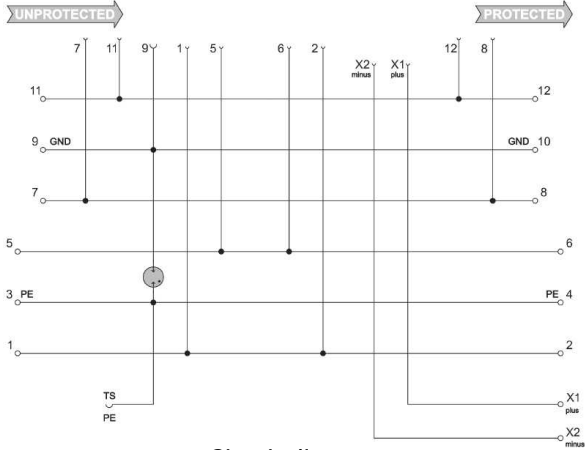 UNPROTECTED PROTECTED
7 11 9 1 5 6 2 12 8
X2 minus X1 plus
11 12
9 GND GND 10
7 8
5 6
3 PE PE 4
1 2
TS
PE
X1
plus
X2
minus